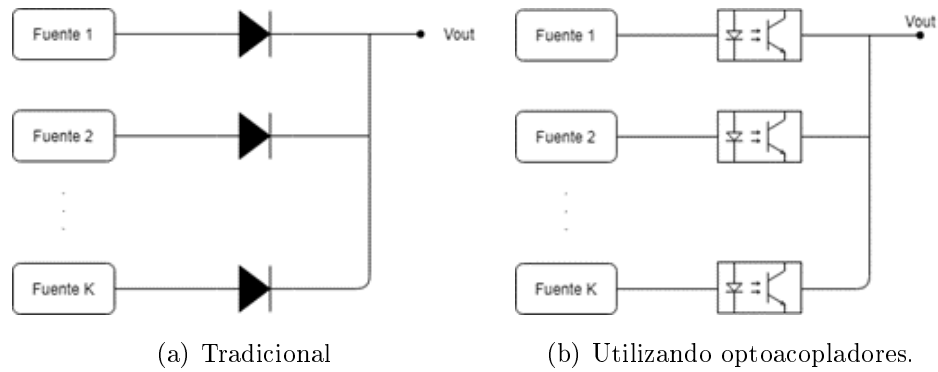 Fuente 1
Vout
Fuente 2
Fuente K
(a) Tradicional
Fuente 1
Vout
Fuente 2
Fuente K
(b) Utilizando optoacopladores.